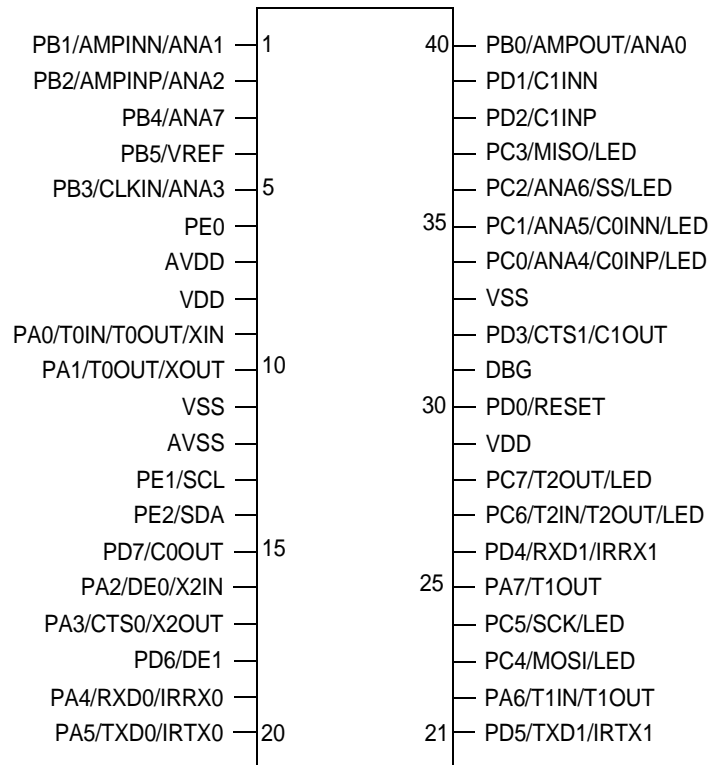 PB1/AMPINN/ANA1 1 40 PB0/AMPOUT/ANA0
PB2/AMPINP/ANA2 PD1/C1INN
PB4/ANA7 PD2/C1INP
PB5/VREF PC3/MISO/LED
PB3/CLKIN/ANA3 5 PC2/ANA6/SS/LED
PE0 35 PC1/ANA5/C0INN/LED
AVDD PC0/ANA4/C0INP/LED
VDD VSS
PA0/T0IN/T0OUT/XIN PD3/CTS1/C1OUT
PA1/T0OUT/XOUT 10 DBG
VSS 30 PD0/RESET
AVSS VDD
PE1/SCL PC7/T2OUT/LED
PE2/SDA PC6/T2IN/T2OUT/LED
PD7/C0OUT 15 PD4/RXD1/IRRX1
PA2/DE0/X2IN 25 PA7/T1OUT
PA3/CTS0/X2OUT PC5/SCK/LED
PD6/DE1 PC4/MOSI/LED
PA4/RXD0/IRRX0 PA6/T1IN/T1OUT
PA5/TXD0/IRTX0 20 21 PD5/TXD1/IRTX1